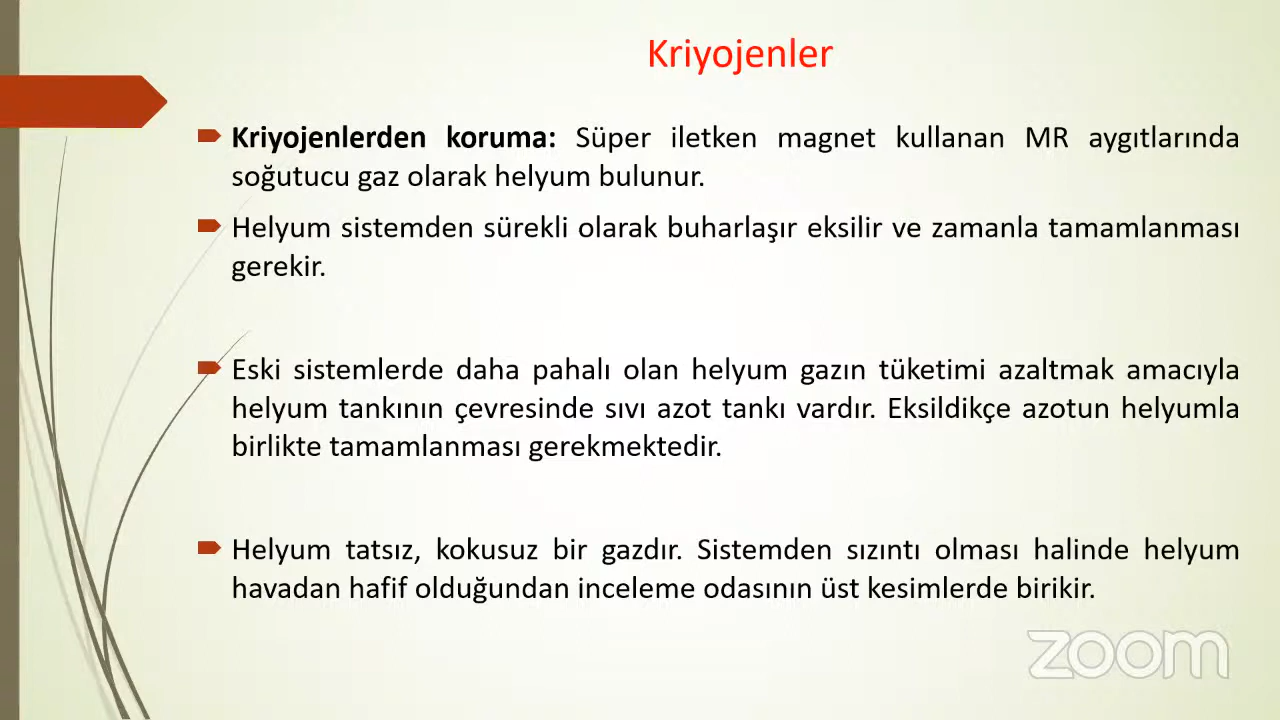 Kriyojenler
Kriyojenlerden koruma: Süper iletken magnet kullanan MR aygıtlarında
soğutucu gaz olarak helyum bulunur.
Helyum sistemden sürekli olarak buharlaşır eksilir ve zamanla tamamlanması
gerekir.
Eski sistemlerde daha pahalı olan helyum gazın tüketimi azaltmak amacıyla
helyum tankının çevresinde sıvı azot tankı vardır. Eksildikçe azotun helyumla
birlikte tamamlanması gerekmektedir.
Helyum tatsız, kokusuz bir gazdır. Sistemden sızıntı olması halinde helyum
havadan hafif olduğundan inceleme odasının üst kesimlerde birikir.
zoom